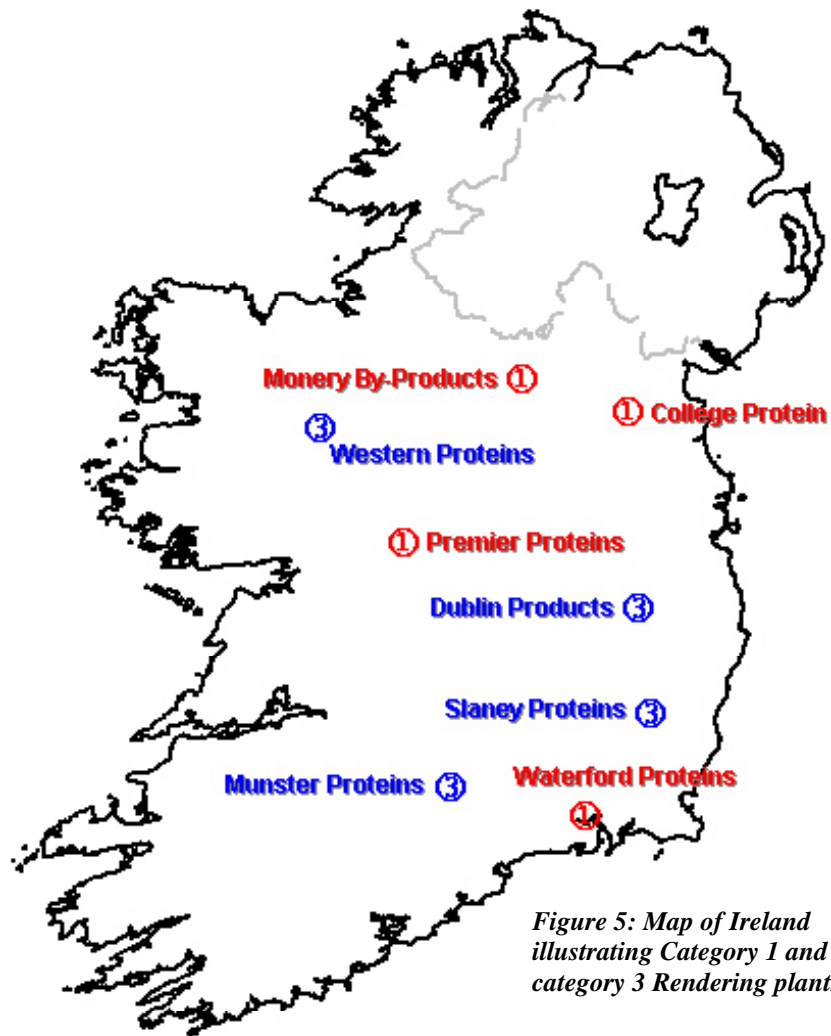 Monery By-Products ①
① College Protein
③
Western Proteins
① Premier Proteins
Dublin Products ③
Slaney Proteins ③
Waterford Proteins
Munster Proteins ③
①
Figure 5: Map of Ireland
illustrating Category 1 and
category 3 Rendering plant